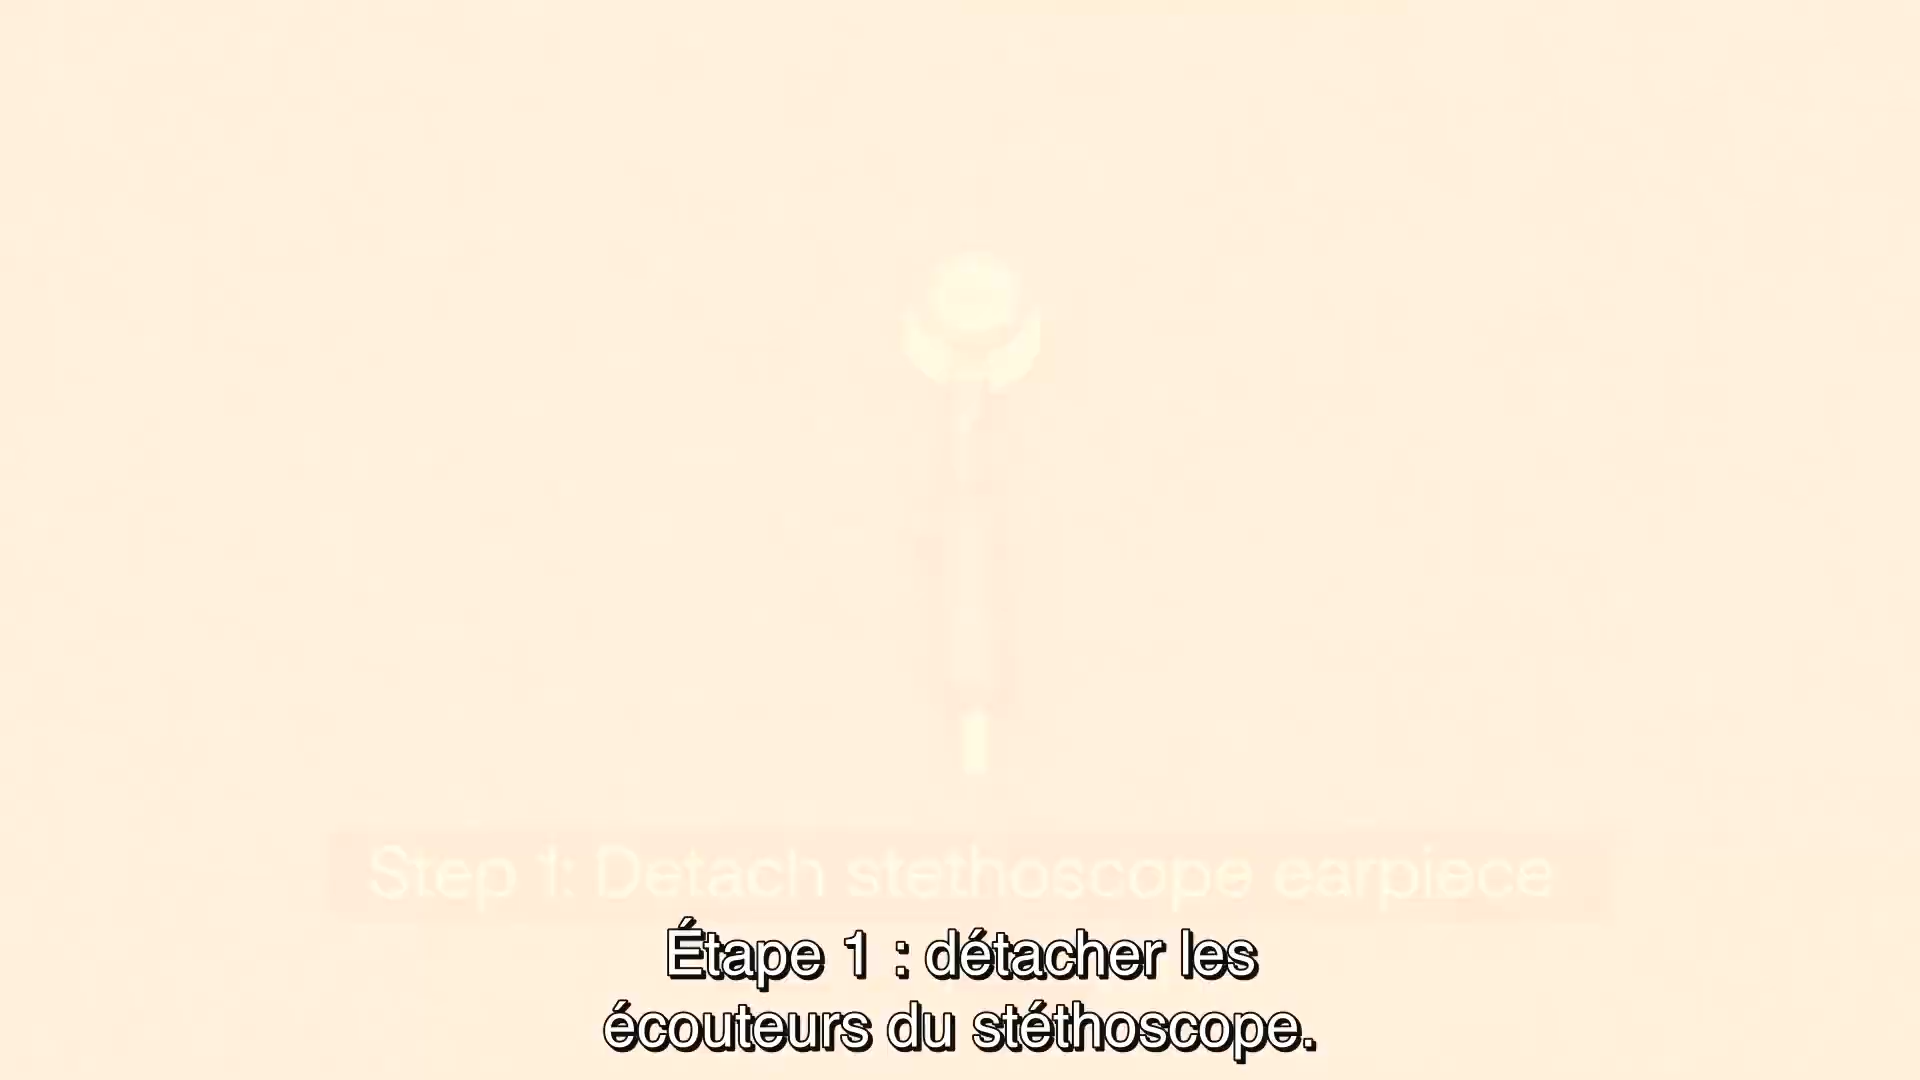 Step 1: Detach stethoscope earpiece
Étape 1 : détacher les
écouteurs du stéthoscope.